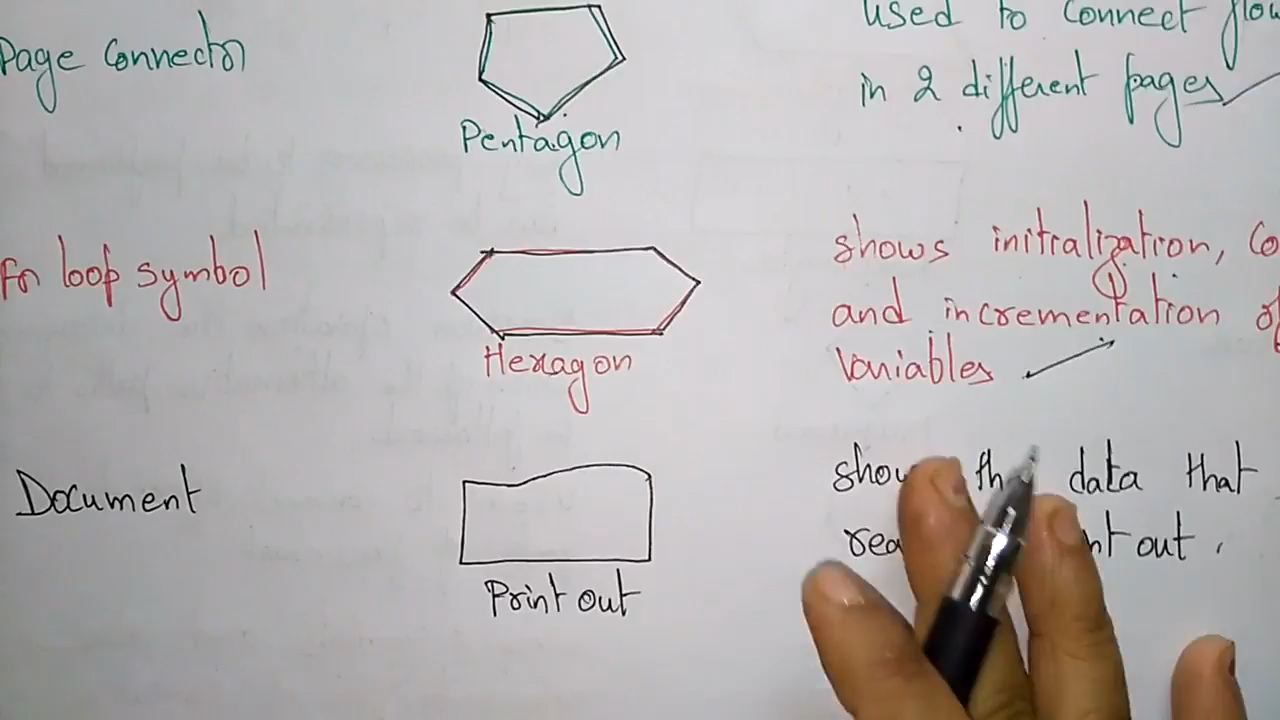 Page Connector
Pentagon
used to connect flow
in 2 different pages
For loop symbol
Hexagon
shows initialization,
and incrementation of
variables
Document
Print out
data that
out.